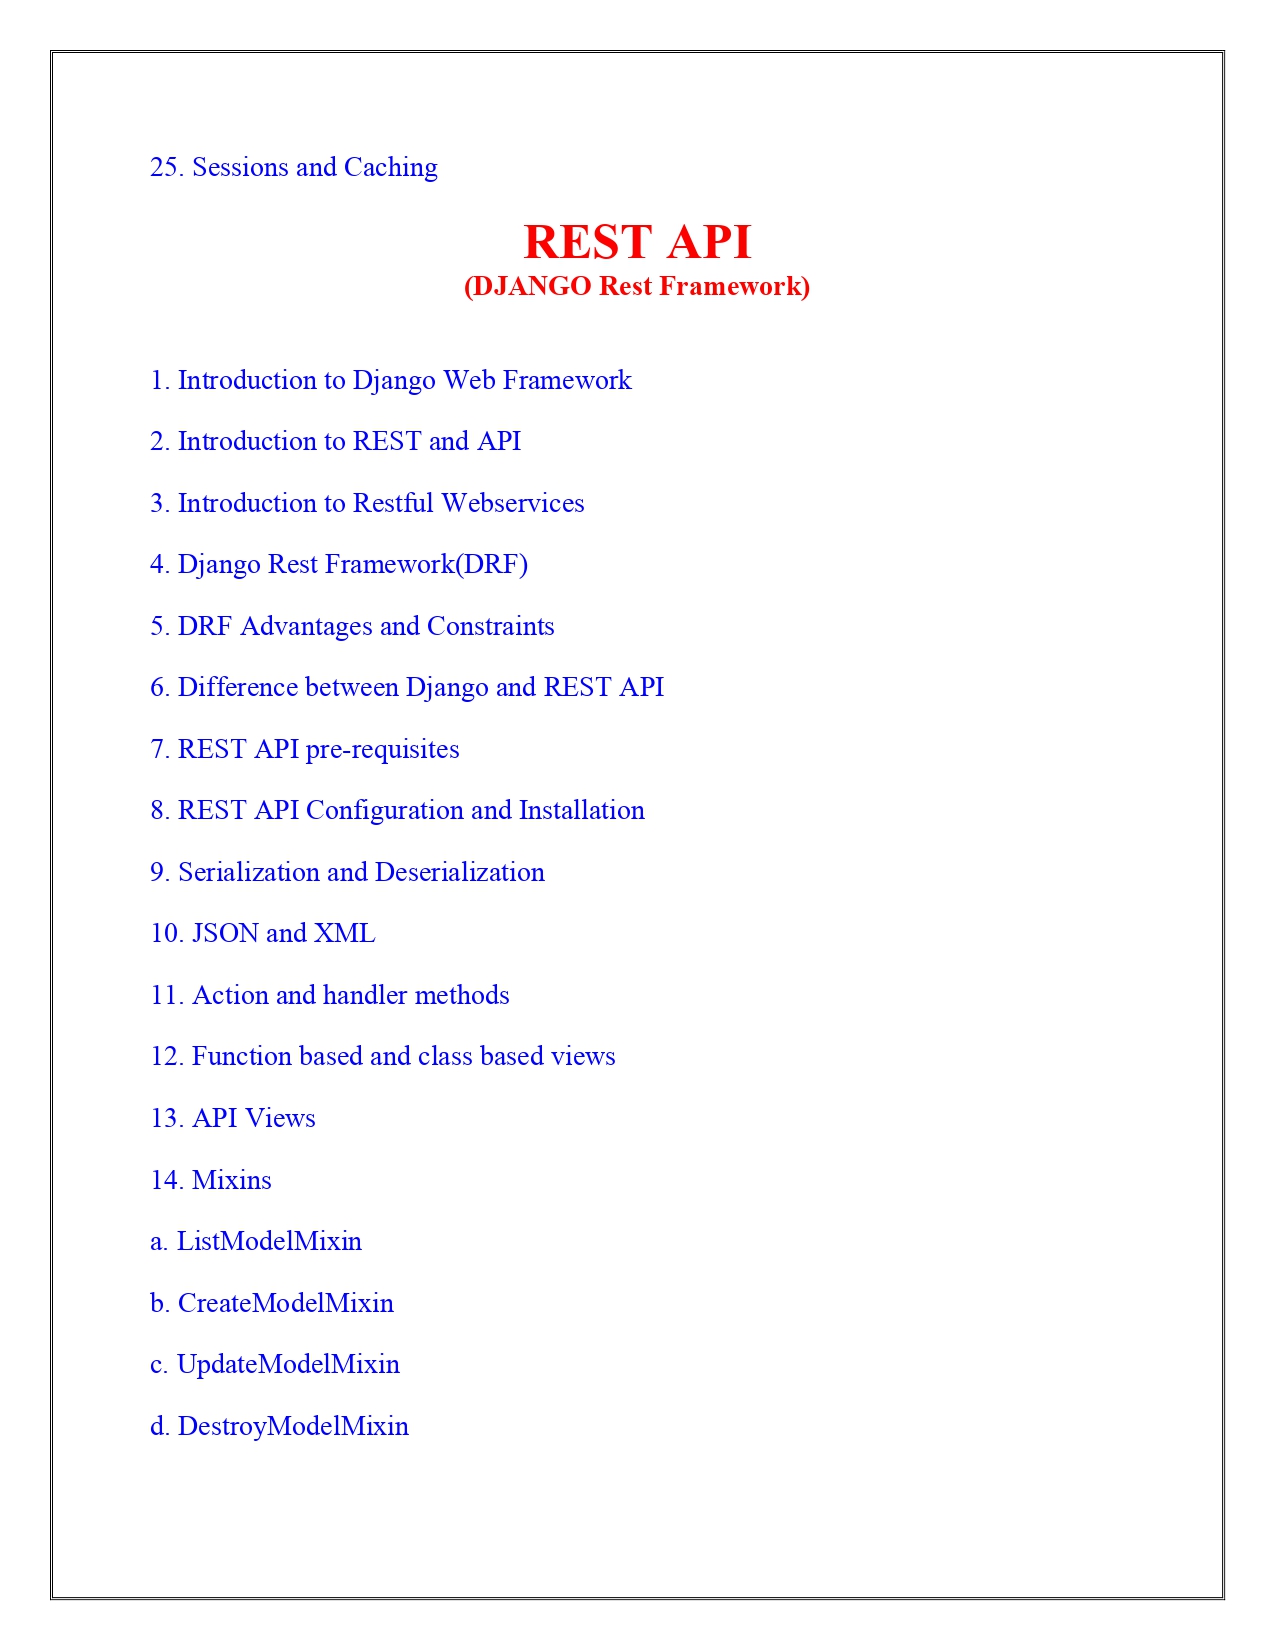 25. Sessions and Caching
REST API
(DJANGO Rest Framework)
1. Introduction to Django Web Framework
2. Introduction to REST and API
3. Introduction to Restful Webservices
4. Django Rest Framework(DRF)
5. DRF Advantages and Constraints
6. Difference between Django and REST API
7. REST API pre-requisites
8. REST API Configuration and Installation
9. Serialization and Deserialization
10. JSON and XML
11. Action and handler methods
12. Function based and class based views
13. API Views
14. Mixins
a. ListModelMixin
b. CreateModelMixin
c. UpdateModelMixin
d. DestroyModelMixin